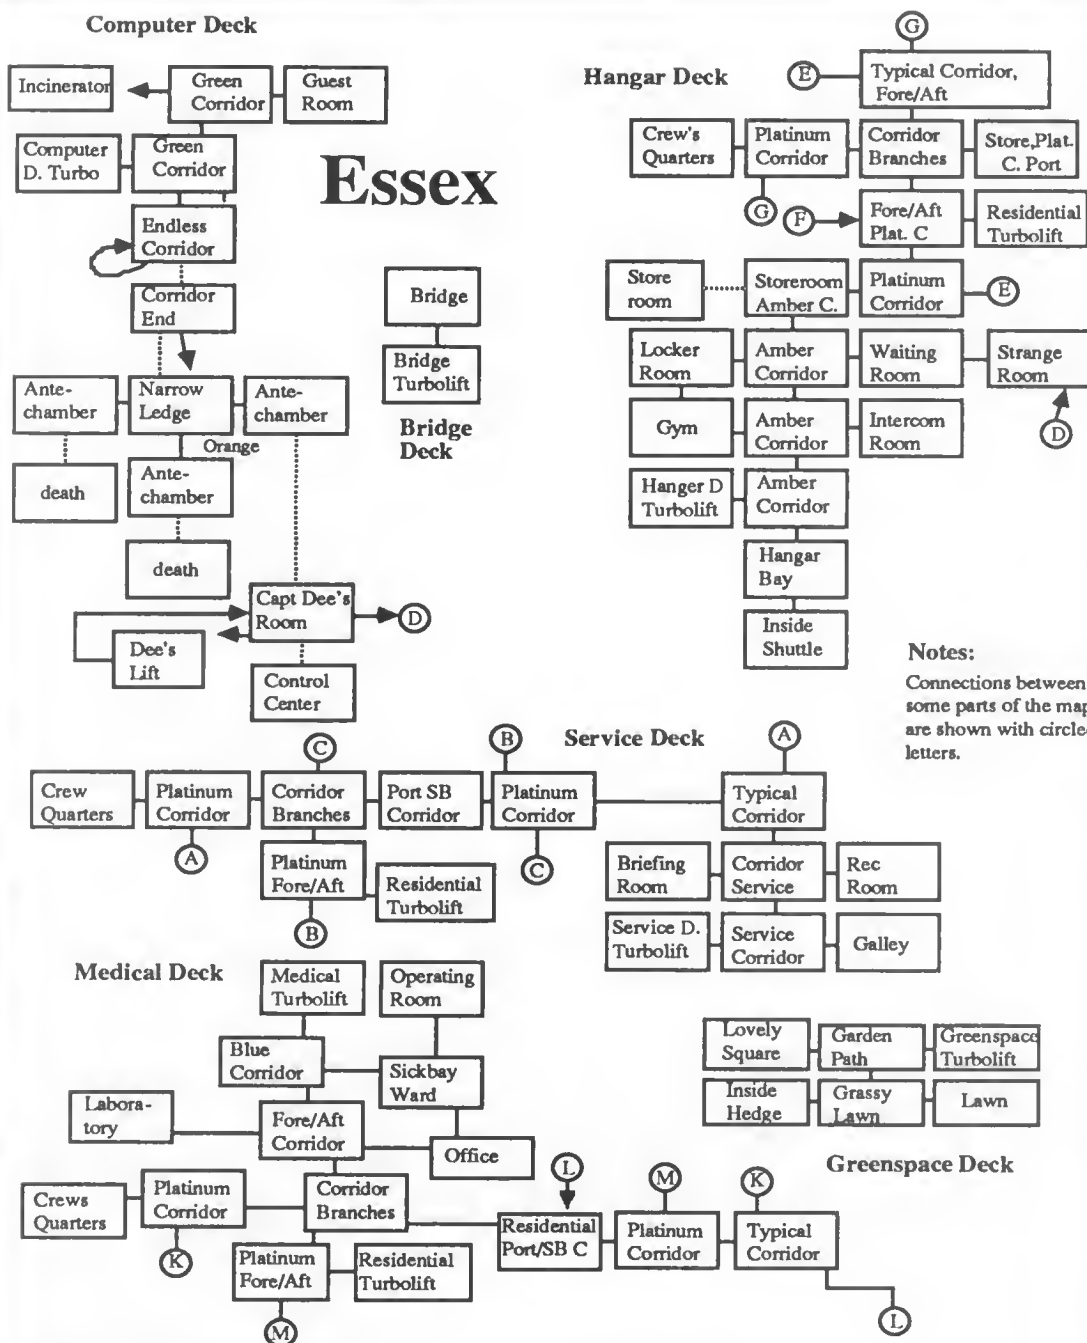 Computer Deck
Incinerator
Green
Corridor
Guest
Room
Computer
D. Turbo
Green
Corridor
Essex
Endless
Corridor
Corridor
End
Ante-
chamber
Narrow
Ledge
Ante-
chamber
Orange
death
Ante-
chamber
death
Capt Dee's
Room
D
Dee's
Lift
Control
Center
Bridge
Bridge
Turbolift
Bridge
Deck
Hangar Deck
G
E
Typical Corridor,
Fore/Aft
Crew's
Quarters
Platinum
Corridor
Corridor
Branches
Store,Plat.
C. Port
G
F
Fore/Aft
Plat. C
Residential
Turbolift
Store
room
Storeroom
Amber C.
Platinum
Corridor
E
Locker
Room
Amber
Corridor
Waiting
Room
Strange
Room
D
Gym
Amber
Corridor
Intercom
Room
Hanger D
Turbolift
Amber
Corridor
Hangar
Bay
Inside
Shuttle
Notes:
Connections between
some parts of the map
are shown with circle
letters.
Service Deck
C
B
A
Crew
Quarters
Platinum
Corridor
Corridor
Branches
Port SB
Corridor
Platinum
Corridor
Typical
Corridor
A
Platinum
Fore/Aft
Residential
Turbolift
B
C
Briefing
Room
Corridor
Service
Rec
Room
Service D.
Turbolift
Service
Corridor
Galley
Medical Deck
Medical
Turbolift
Operating
Room
Blue
Corridor
Sickbay
Ward
Labora-
tory
Fore/Aft
Corridor
Office
Crews
Quarters
Platinum
Corridor
Corridor
Branches
L
M
K
Residential
Port/SB C
Platinum
Corridor
Typical
Corridor
K
Platinum
Fore/Aft
Residential
Turbolift
M
L
Lovely
Square
Garden
Path
Greenspace
Turbolift
Inside
Hedge
Grassy
Lawn
Lawn
Greenspace Deck